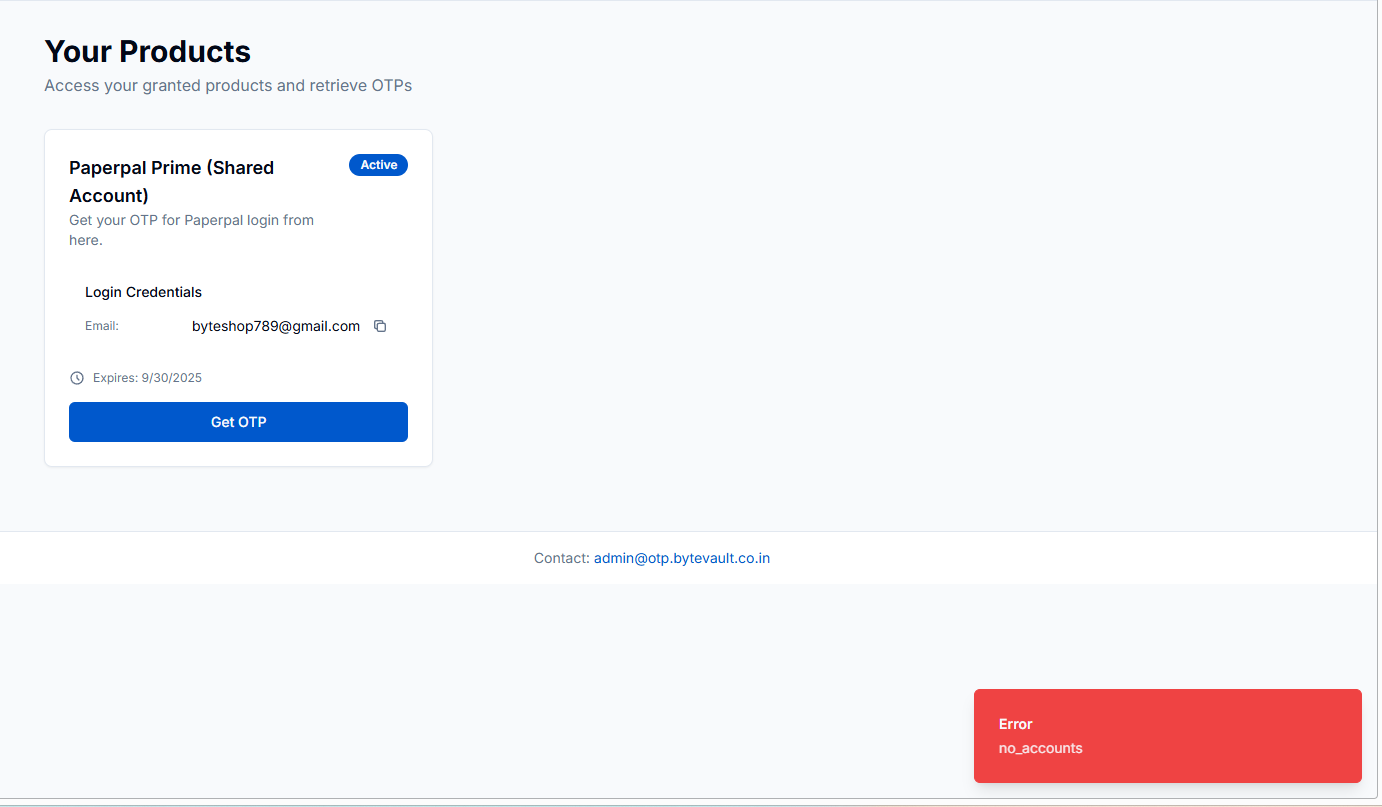 Your Products
Access your granted products and retrieve OTPs
Paperpal Prime (Shared
Account)
Active
Get your OTP for Paperpal login from
here.
Login Credentials
Email:
byteshop789@gmail.com
Expires: 9/30/2025
Get OTP
Contact: admin@otp.bytevault.co.in
Error
no_accounts